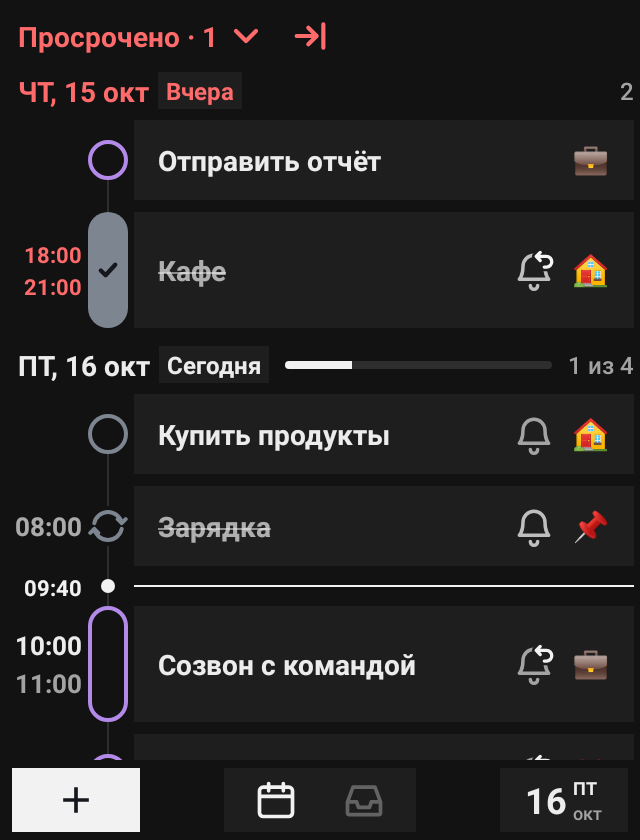 Просрочено · 1
ЧТ, 15 окт Вчера 2
Отправить отчёт
18:00
21:00
Кафе
ПТ, 16 окт Сегодня 1 из 4
Купить продукты
08:00 Зарядка
09:40
10:00
11:00
Созвон с командой
16 ПТ
окт